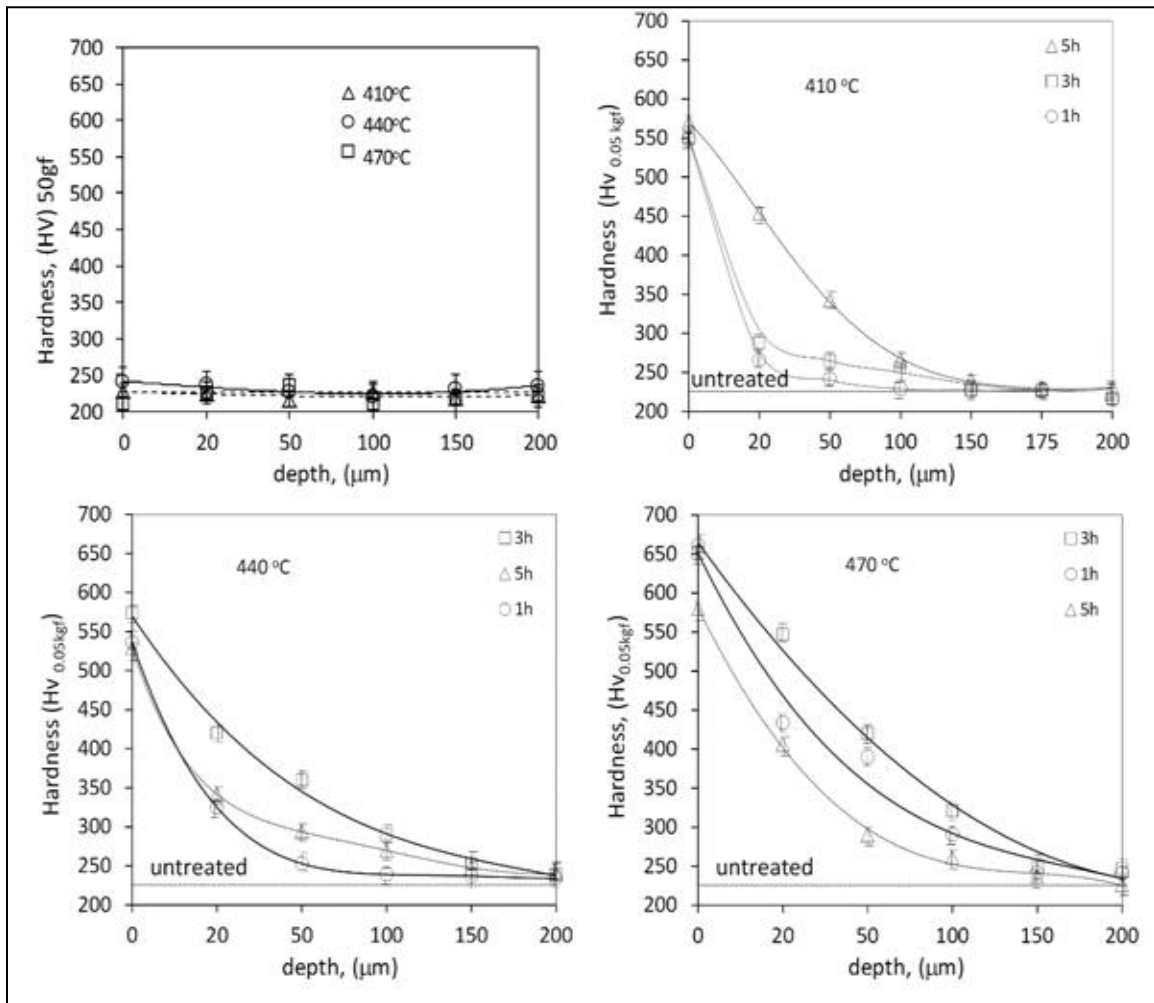 700
650
600
550
500
450
400
350
300
250
200
Hardness, (HV) 50gf
410°C
440°C
470°C
0 20 50 100 150 200
depth, (μm)
700
650
600
550
500
450
400
350
300
250
200
Hardness (Hv 0.05 kgf)
410 °C
5h
3h
1h
untreated
0 20 50 100 150 175 200
depth, (μm)
700
650
600
550
500
450
400
350
300
250
200
Hardness (Hv 0.05kgf)
440 °C
3h
5h
1h
untreated
0 20 50 100 150 200
depth, (μm)
700
650
600
550
500
450
400
350
300
250
200
Hardness, (Hv 0.05kgf)
470 °C
3h
1h
5h
untreated
0 20 50 100 150 200
depth, (μm)